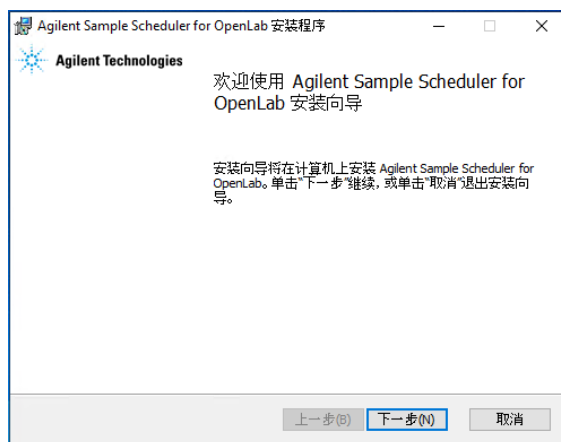 Agilent Sample Scheduler for OpenLab 安装程序
Agilent Technologies
欢迎使用 Agilent Sample Scheduler for
OpenLab 安装向导
安装向导将在计算机上安装 Agilent Sample Scheduler for
OpenLab。单击“下一步”继续，或单击“取消”退出安装向
导。
上一步(B)
下一步(N)
取消